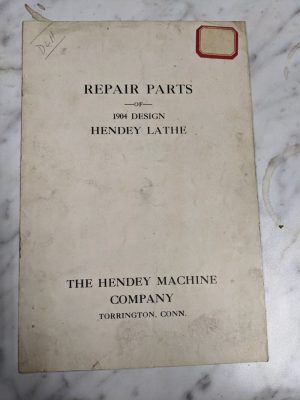 REPAIR PARTS
—OF—
1904 DESIGN
HENDEY LATHE
THE HENDEY MACHINE
COMPANY
TORRINGTON, CONN.